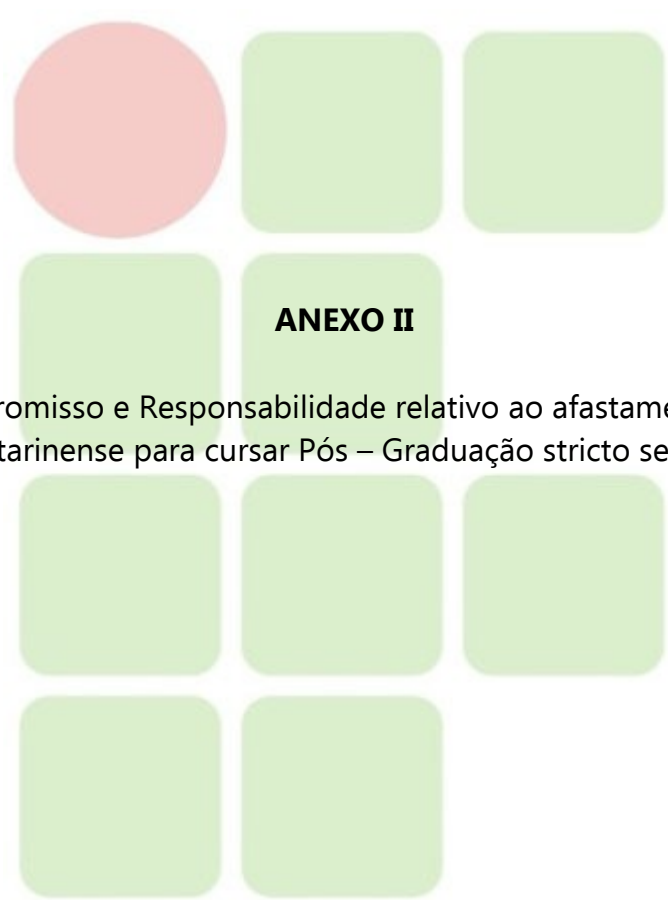 ANEXO II
romisso e Responsabilidade relativo ao afastame
tarinense para cursar Pós – Graduação stricto se